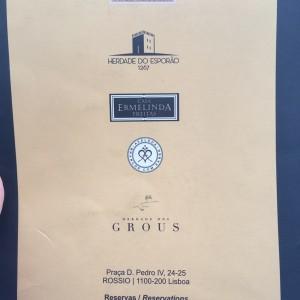 HERDADE DO ESPORÃO
1267
CASA
ERMELINDA
FREITAS
HERDADE DOS
GROUS
Praça D. Pedro IV, 24-25
ROSSIO | 1100-200 Lisboa
Reservas / Reservations